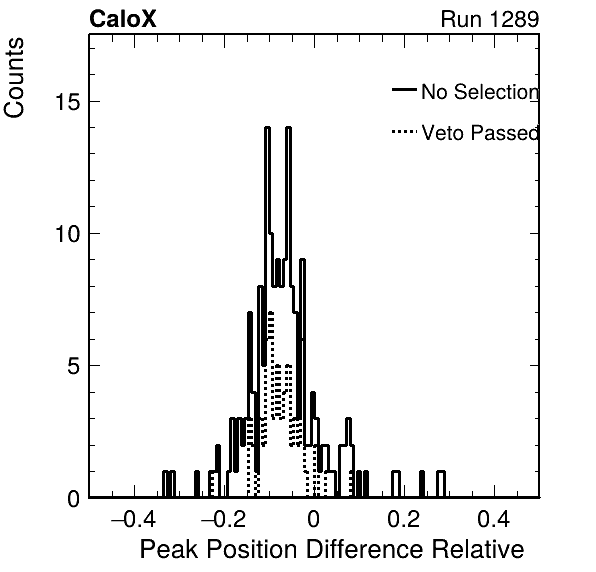 CaloX Run 1289
Counts
No Selection
Veto Passed
15
10
5
0
−0.4 −0.2 0 0.2 0.4
Peak Position Difference Relative